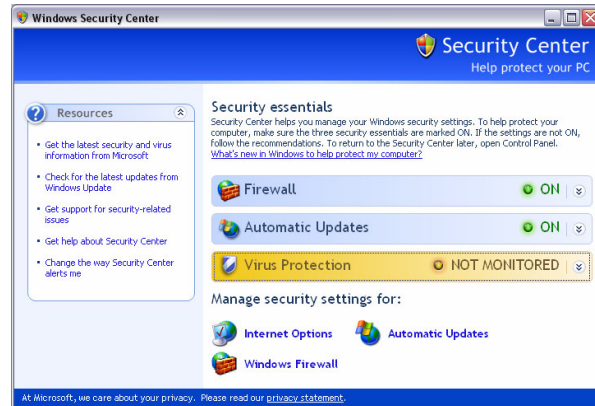 Windows Security Center
Security Center
Help protect your PC
Resources
Get the latest security and virus
information from Microsoft
Check for the latest updates from
Windows Update
Get support for security-related
issues
Get help about Security Center
Change the way Security Center
alerts me
Security essentials
Security Center helps you manage your Windows security settings. To help protect your
computer, make sure the three security essentials are marked ON. If the settings are not ON,
follow the recommendations. To return to the Security Center later, open Control Panel.
What's new in Windows to help protect my computer?
Firewall ON
Automatic Updates ON
Virus Protection NOT MONITORED
Manage security settings for:
Internet Options Automatic Updates
Windows Firewall
At Microsoft, we care about your privacy. Please read our privacy statement.